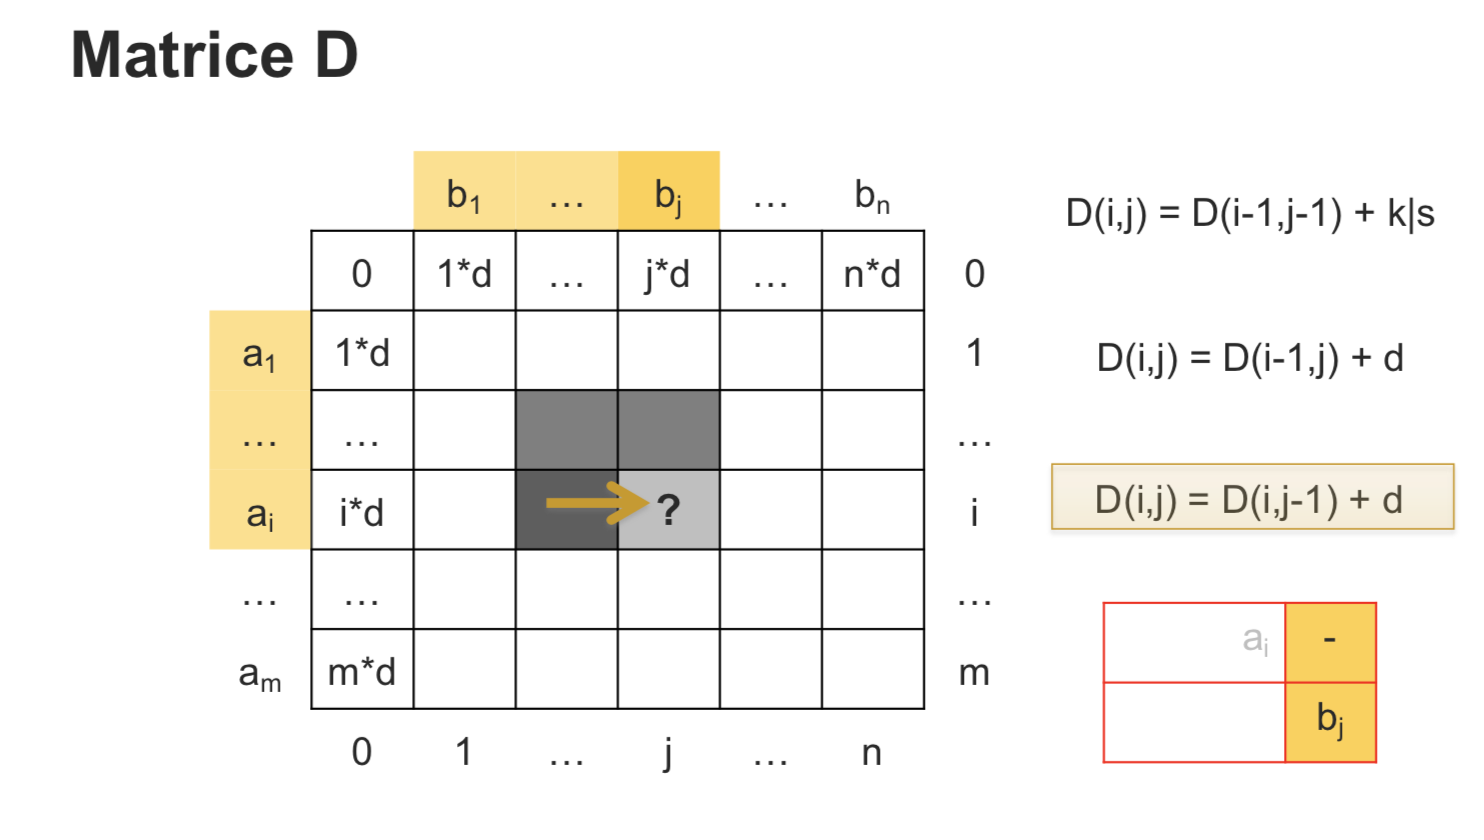 Matrice D
b1 … bj … bn
0 1*d … j*d … n*d 0
a1 1*d 1
… … …
ai i*d ? i
… … …
am m*d m
0 1 … j … n
D(i,j) = D(i-1,j-1) + k|s
D(i,j) = D(i-1,j) + d
D(i,j) = D(i,j-1) + d
ai -
bj